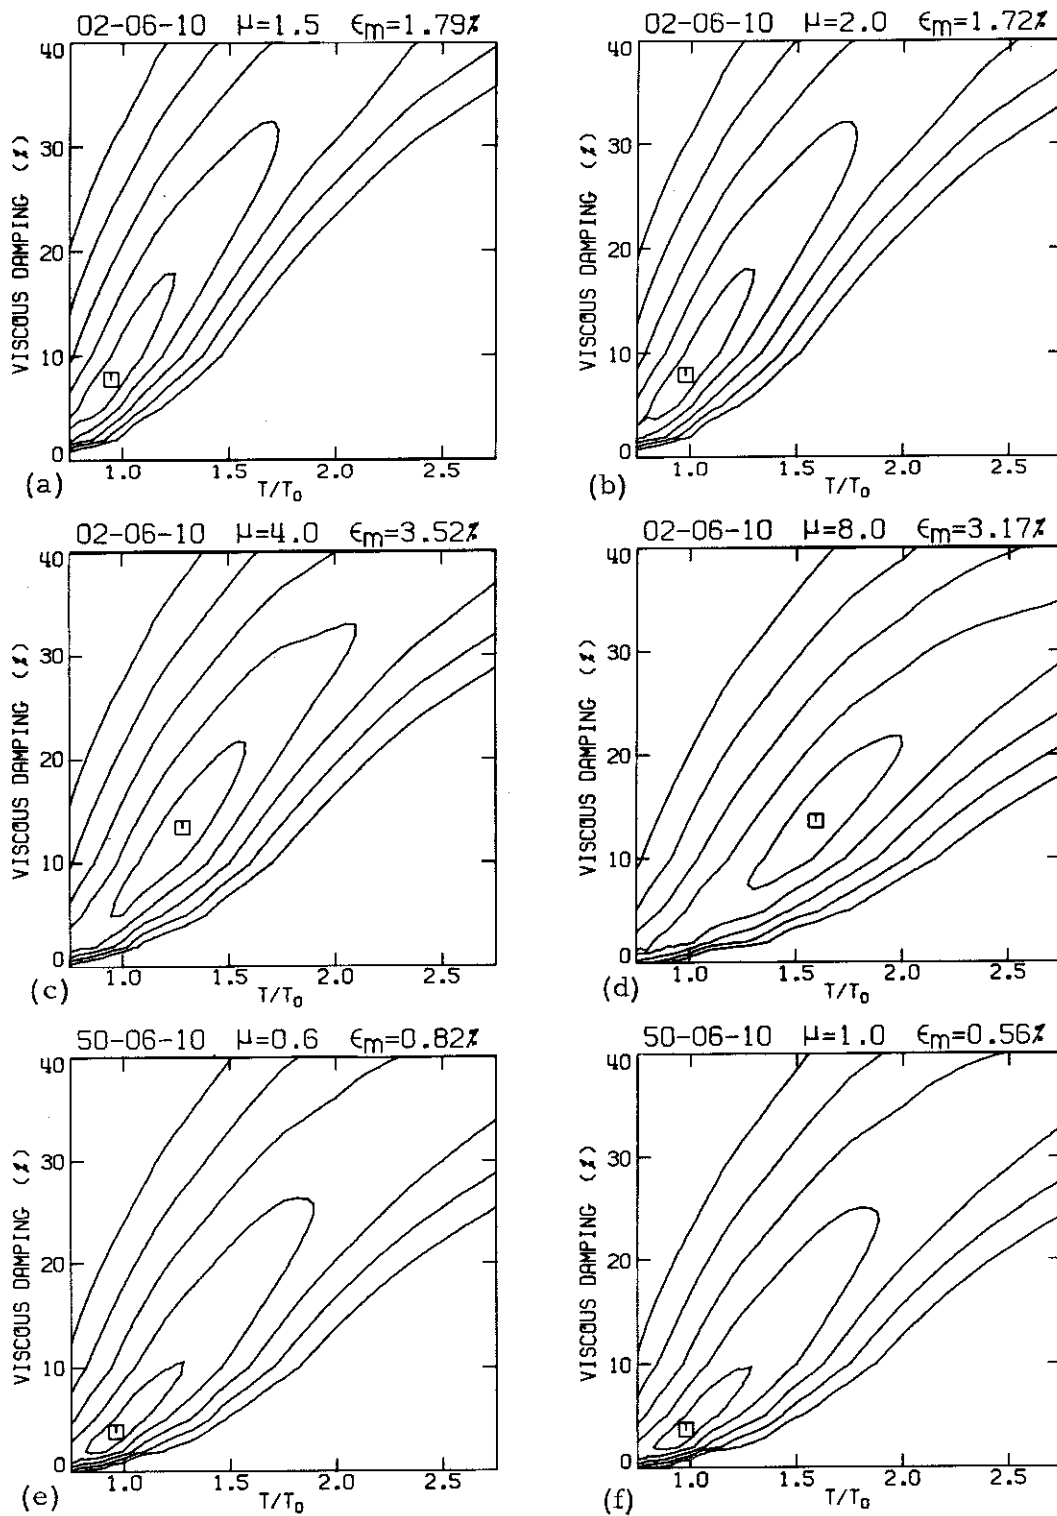 02-06-10 μ=1.5 ϵm=1.79%
40
30
20
10
0
VISCOUS DAMPING (%)
1.0 1.5 2.0 2.5
T/T₀
(a)
02-06-10 μ=2.0 ϵm=1.72%
40
30
20
10
0
VISCOUS DAMPING (%)
1.0 1.5 2.0 2.5
T/T₀
(b)
02-06-10 μ=4.0 ϵm=3.52%
40
30
20
10
0
VISCOUS DAMPING (%)
1.0 1.5 2.0 2.5
T/T₀
(c)
02-06-10 μ=8.0 ϵm=3.17%
40
30
20
10
0
VISCOUS DAMPING (%)
1.0 1.5 2.0 2.5
T/T₀
(d)
50-06-10 μ=0.6 ϵm=0.82%
40
30
20
10
0
VISCOUS DAMPING (%)
1.0 1.5 2.0 2.5
T/T₀
(e)
50-06-10 μ=1.0 ϵm=0.56%
40
30
20
10
0
VISCOUS DAMPING (%)
1.0 1.5 2.0 2.5
T/T₀
(f)